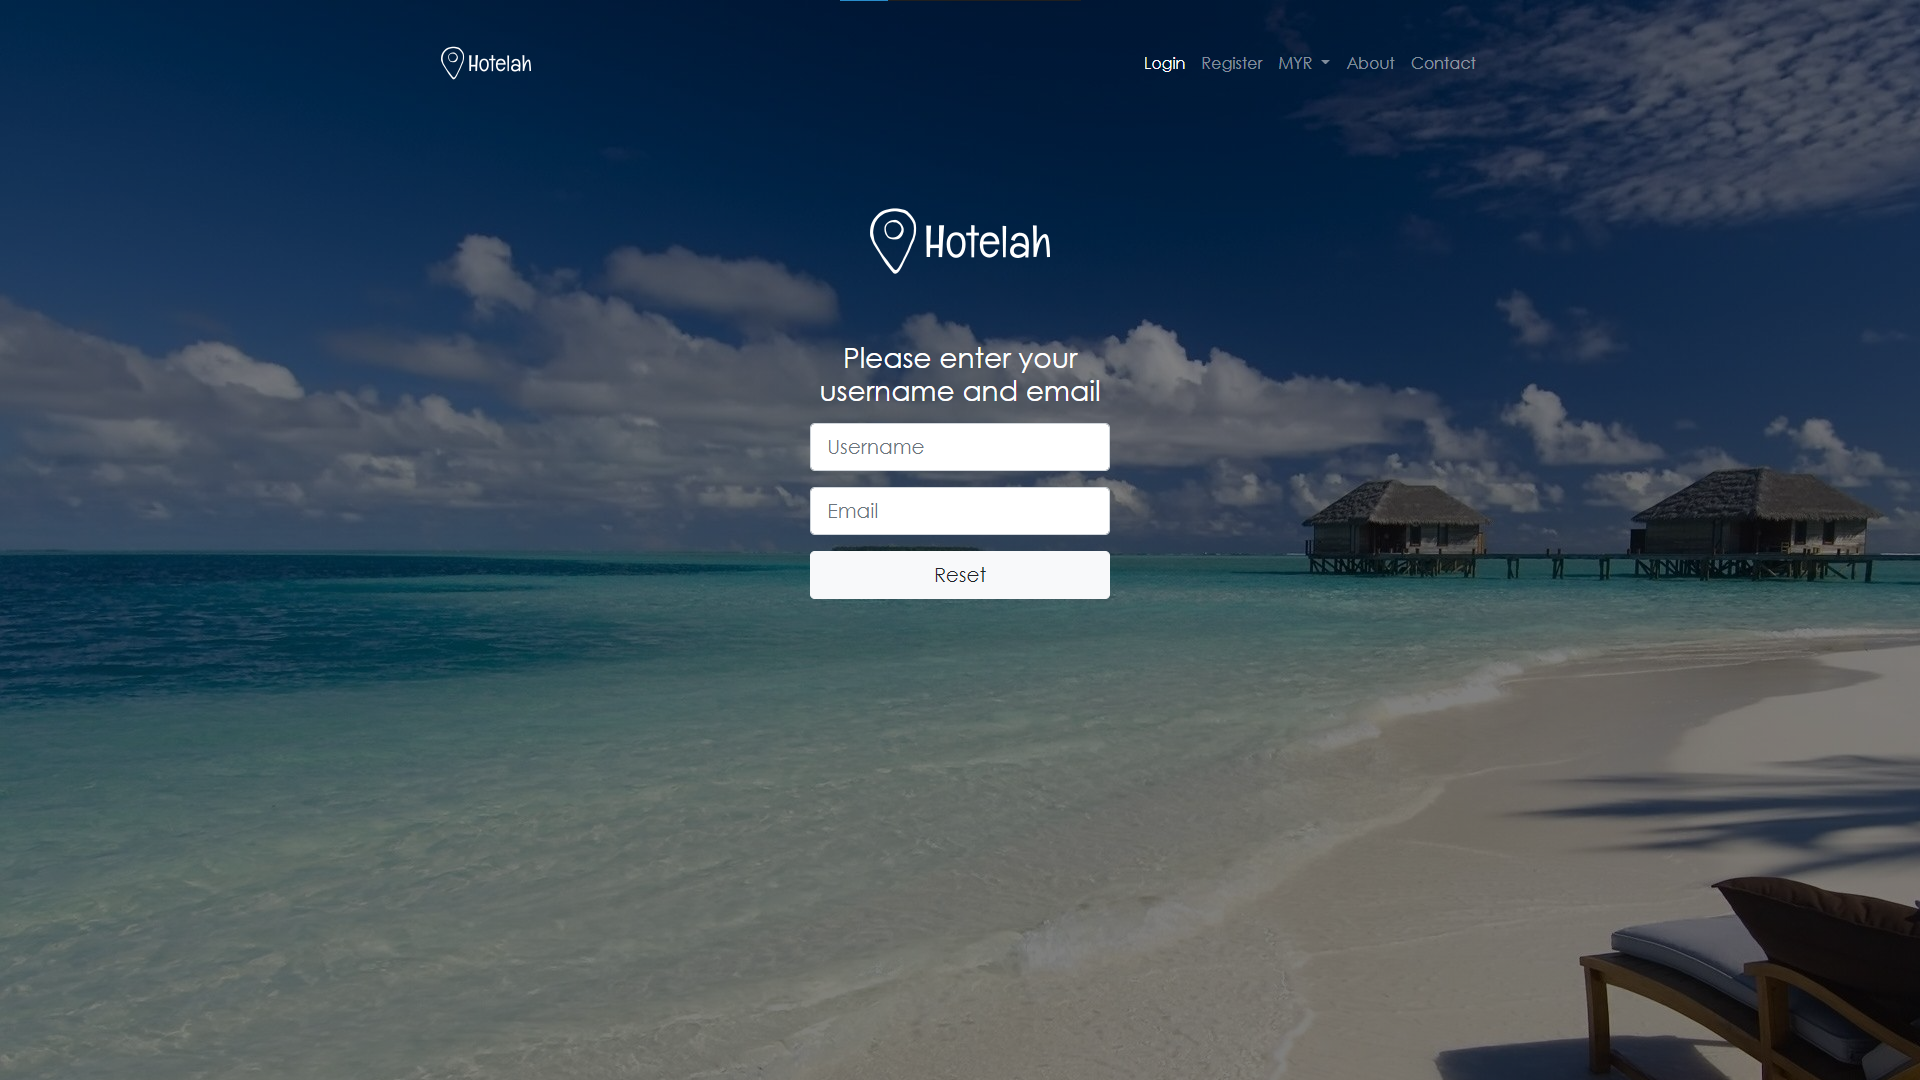 Hotelah
Login Register MYR About Contact
Hotelah
Please enter your
username and email
Username
Email
Reset